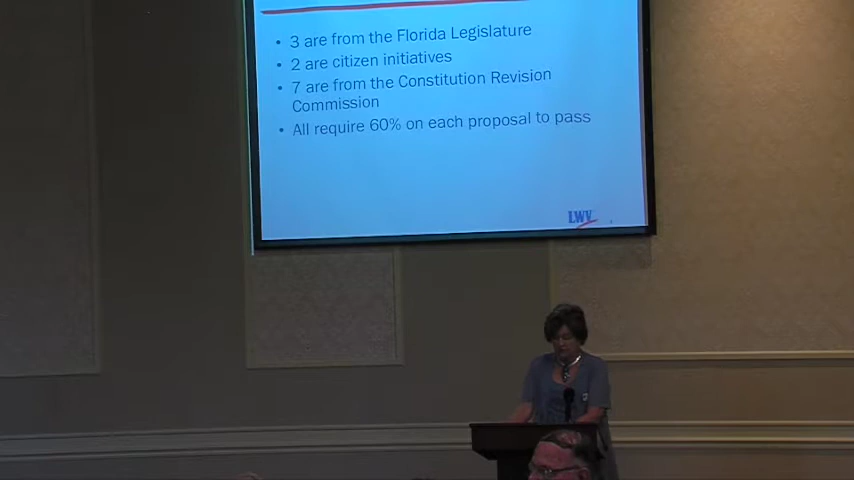 • 3 are from the Florida Legislature
• 2 are citizen initiatives
• 7 are from the Constitution Revision
Commission
• All require 60% on each proposal to pass
LWV